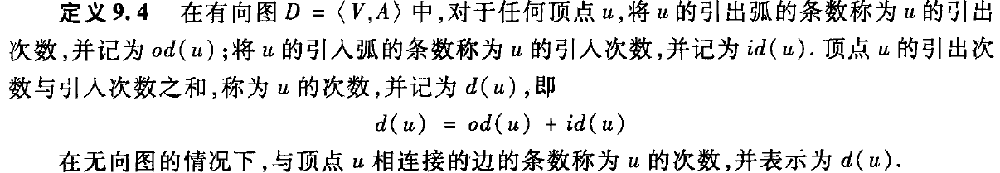 定义9.4 在有向图 D = ⟨V,A⟩ 中,对于任何顶点 u,将 u 的引出弧的条数称为 u 的引出
次数,并记为 od(u);将 u 的引入弧的条数称为 u 的引入次数,并记为 id(u). 顶点 u 的引出次
数与引入次数之和,称为 u 的次数,并记为 d(u),即
d(u) = od(u) + id(u)
在无向图的情况下,与顶点 u 相连接的边的条数称为 u 的次数,并表示为 d(u).